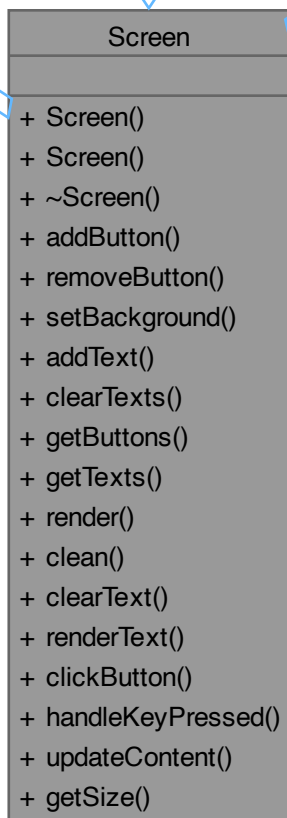 Screen
+ Screen()
+ Screen()
+ ~Screen()
+ addButton()
+ removeButton()
+ setBackground()
+ addText()
+ clearTexts()
+ getButtons()
+ getTexts()
+ render()
+ clean()
+ clearText()
+ renderText()
+ clickButton()
+ handleKeyPressed()
+ updateContent()
+ getSize()